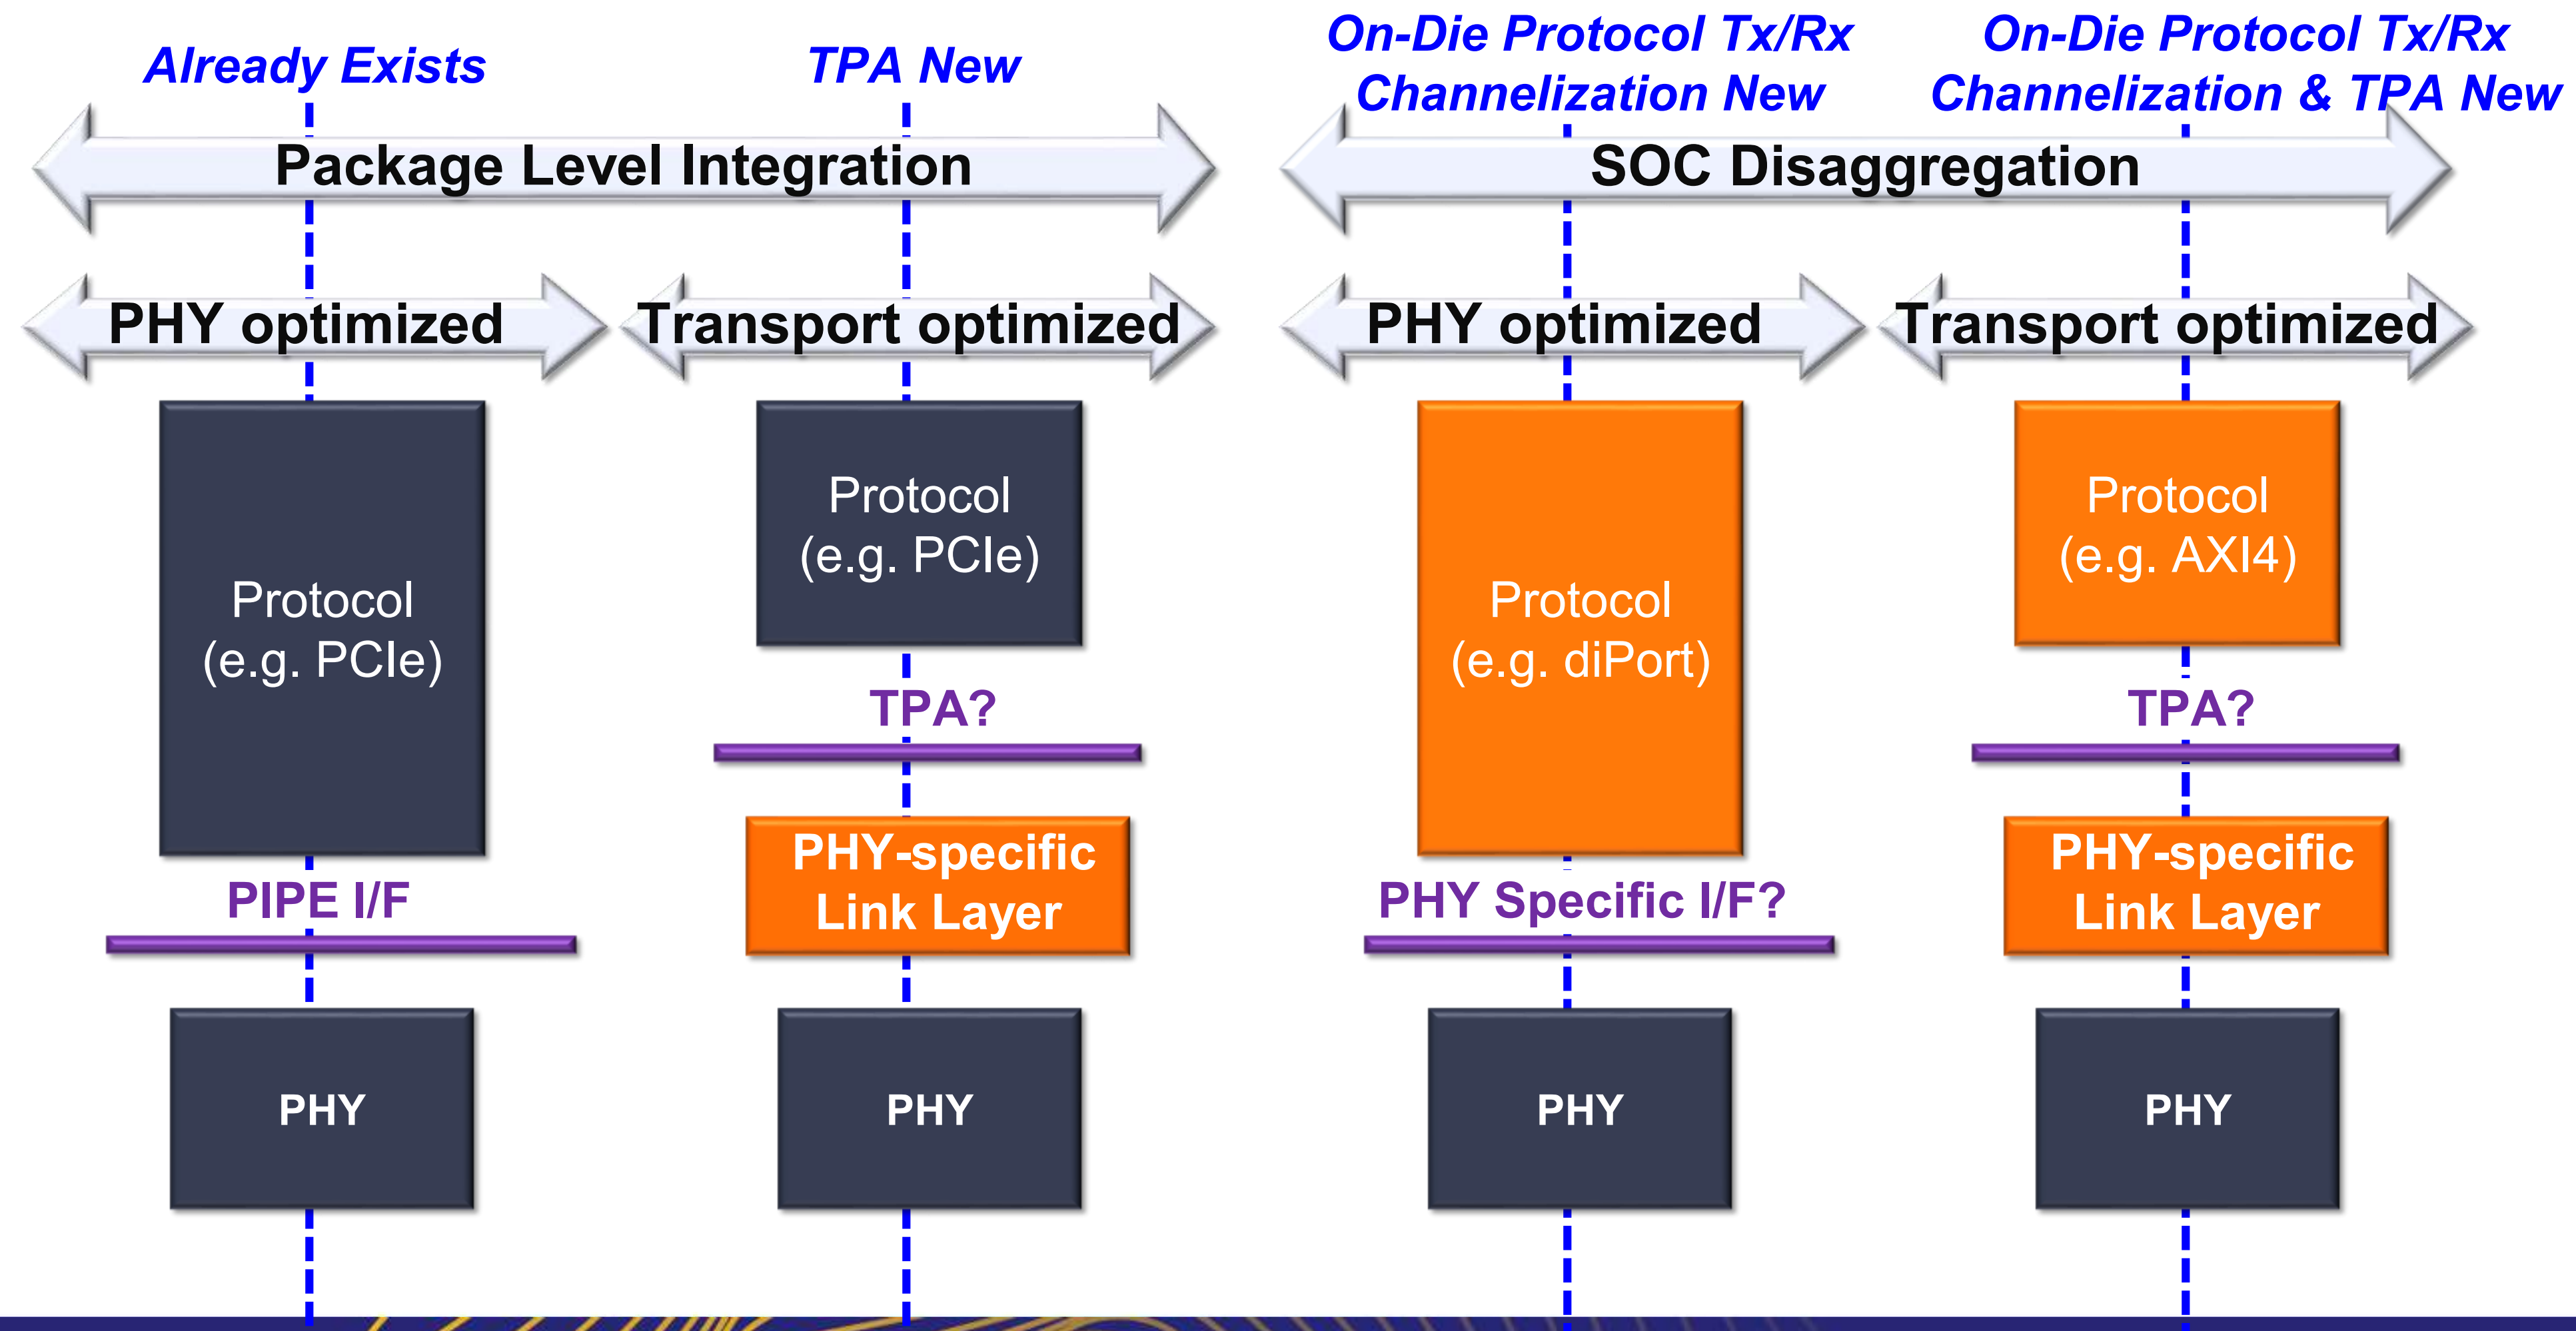 Already Exists
TPA New
On-Die Protocol Tx/Rx
Channelization New
On-Die Protocol Tx/Rx
Channelization & TPA New
Package Level Integration
SOC Disaggregation
PHY optimized
Transport optimized
PHY optimized
Transport optimized
Protocol
(e.g. PCIe)
PIPE I/F
PHY
Protocol
(e.g. PCIe)
TPA?
PHY-specific
Link Layer
PHY
Protocol
(e.g. diPort)
PHY Specific I/F?
PHY
Protocol
(e.g. AXI4)
TPA?
PHY-specific
Link Layer
PHY